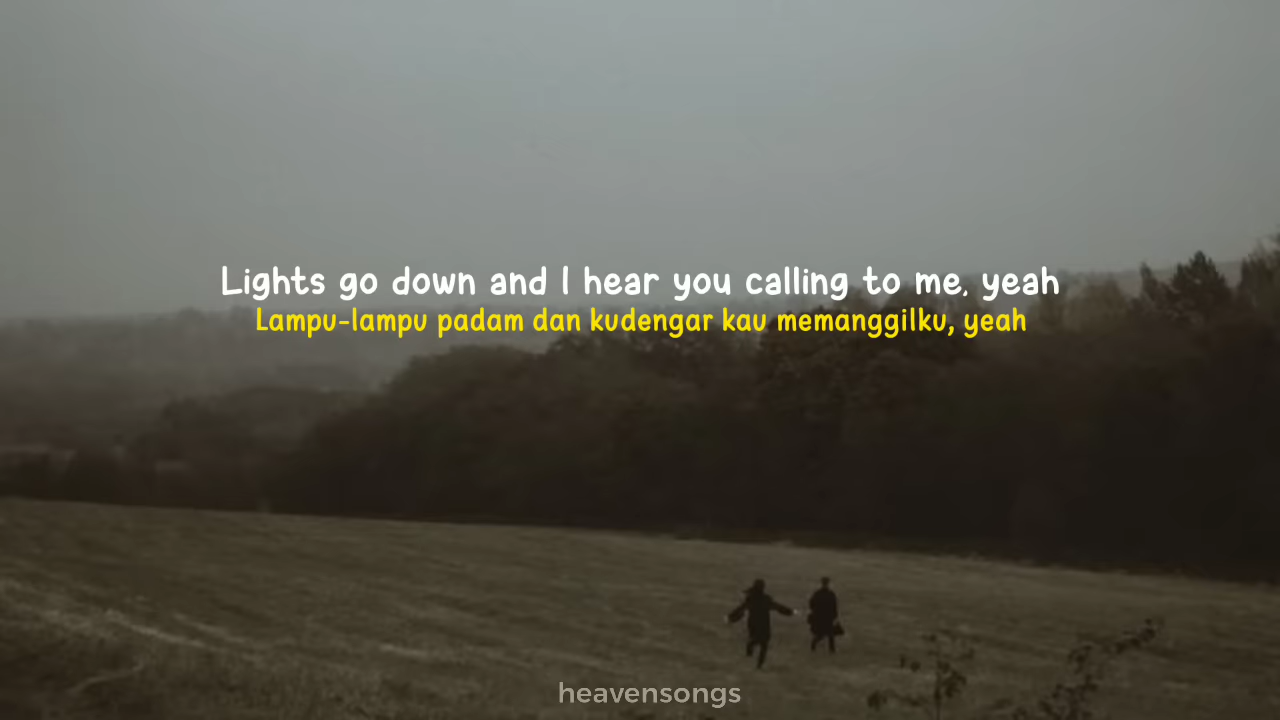 Lights go down and I hear you calling to me, yeah
Lampu-lampu padam dan kudengar kau memanggilku, yeah
heavensongs